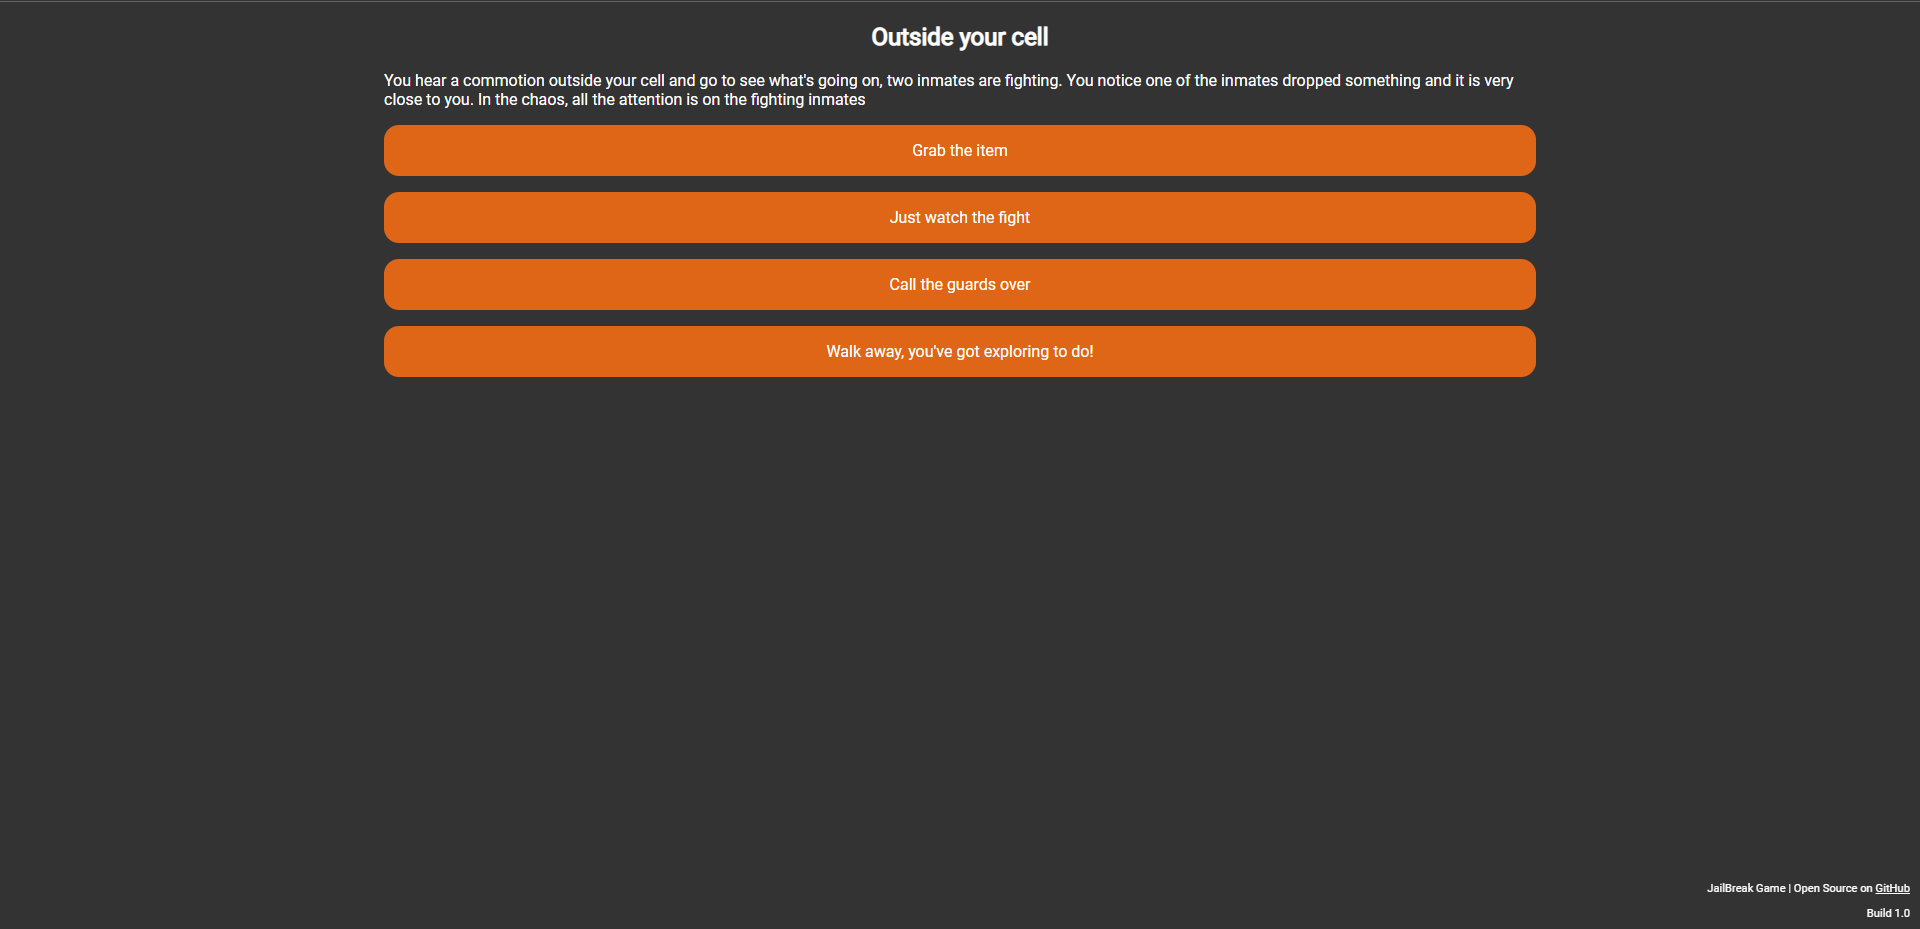 Outside your cell
You hear a commotion outside your cell and go to see what's going on, two inmates are fighting. You notice one of the inmates dropped something and it is very
close to you. In the chaos, all the attention is on the fighting inmates
Grab the item
Just watch the fight
Call the guards over
Walk away, you've got exploring to do!
JailBreak Game | Open Source on GitHub
Build 1.0